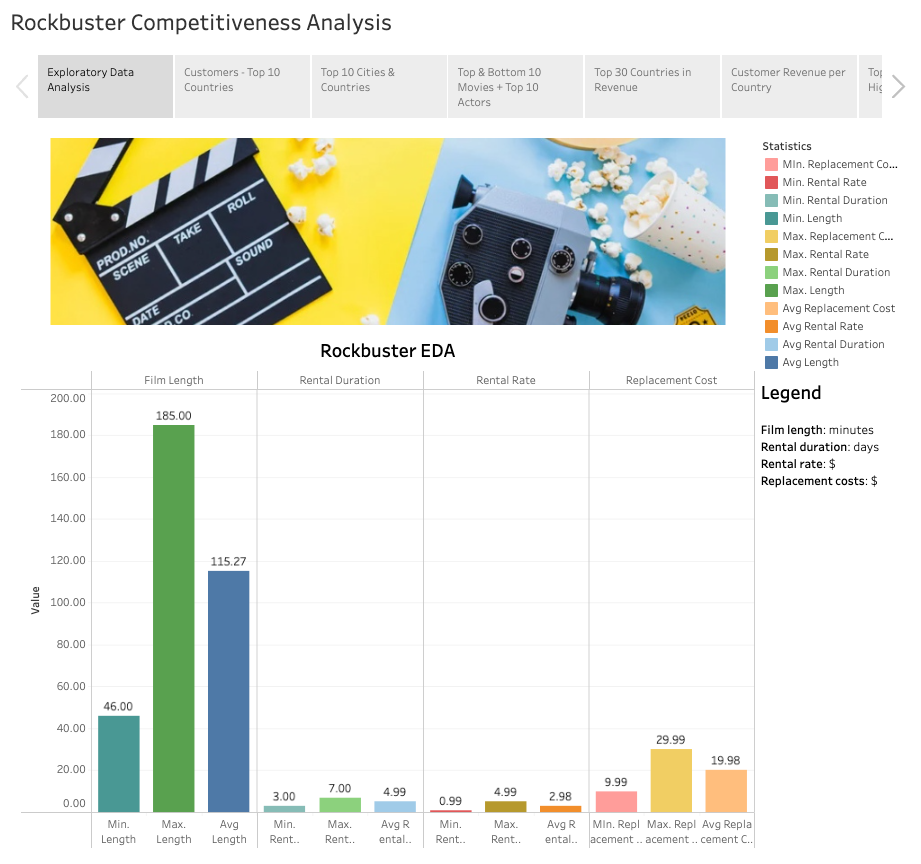 Rockbuster Competitiveness Analysis
Exploratory Data
Analysis
Customers - Top 10
Countries
Top 10 Cities &
Countries
Top & Bottom 10
Movies + Top 10
Actors
Top 30 Countries in
Revenue
Customer Revenue per
Country
Top
Hig
PROD.NO.
SCENE
TAKE
ROLL
SOUND
DATE
CO.
Statistics
MIn. Replacement Co...
Min. Rental Rate
Min. Rental Duration
Min. Length
Max. Replacement C...
Max. Rental Rate
Max. Rental Duration
Max. Length
Avg Replacement Cost
Avg Rental Rate
Avg Rental Duration
Avg Length
Legend
Film length: minutes
Rental duration: days
Rental rate: $
Replacement costs: $
Rockbuster EDA
Film Length Rental Duration Rental Rate Replacement Cost
Value
200.00
180.00
160.00
140.00
120.00
100.00
80.00
60.00
40.00
20.00
0.00
46.00
185.00
115.27
3.00
7.00
4.99
0.99
4.99
2.98
9.99
29.99
19.98
Min.
Length
Max.
Length
Avg
Length
Min.
Rent..
Max.
Rent..
Avg R
ental..
Min.
Rent..
Max.
Rent..
Avg R
ental..
MIn. Repl
acement ..
Max. Repl
acement ..
Avg Repla
cement C..